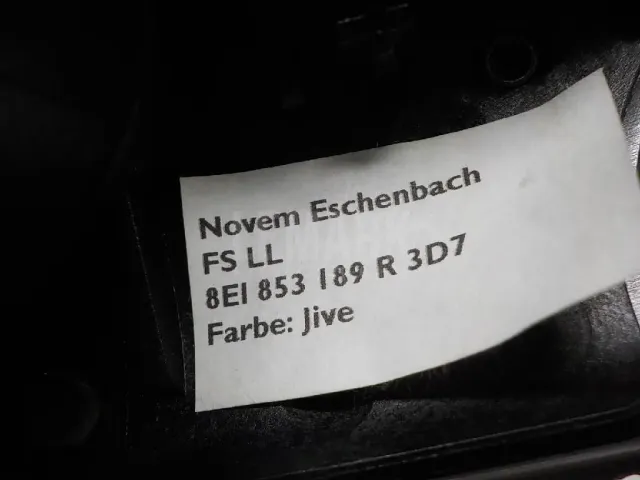 Novem Eschenbach
FS LL
8E1 853 189 R 3D7
Farbe: Jive